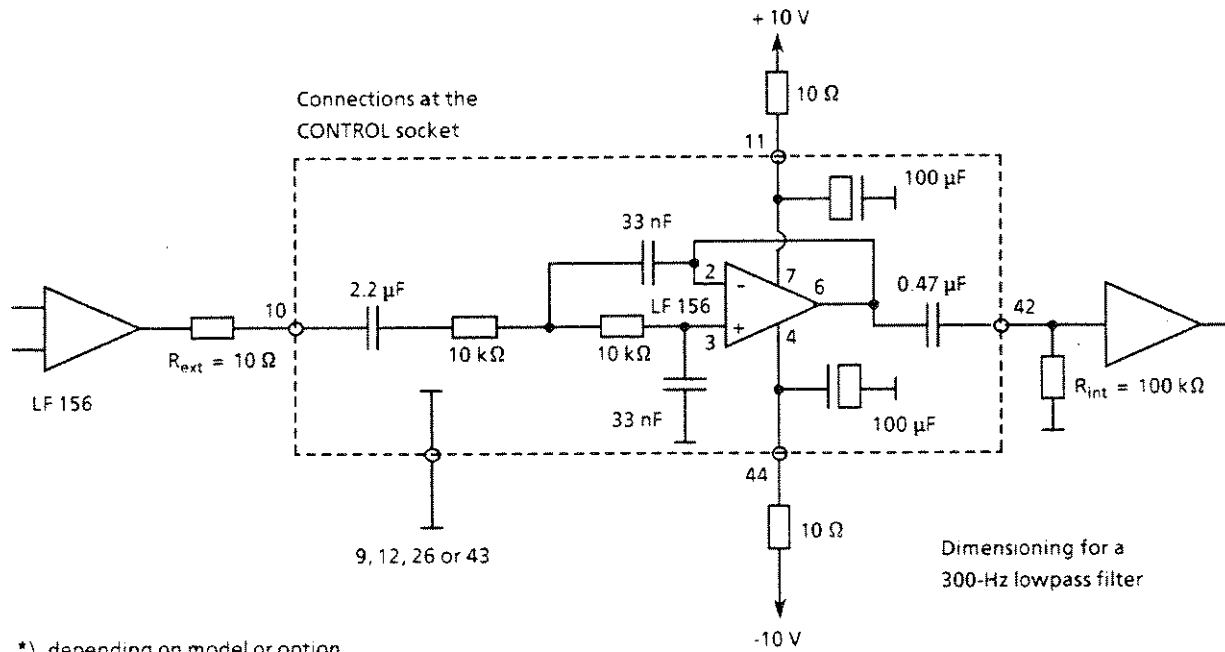 + 10 V
10 Ω
Connections at the
CONTROL socket
11
100 µF
33 nF
2
7
6
-
LF 156
0.47 µF
10
2.2 µF
42
+
3
4
10 kΩ
10 kΩ
R_ext = 10 Ω
R_int = 100 kΩ
LF 156
33 nF
100 µF
44
9, 12, 26 or 43
10 Ω
Dimensioning for a
300-Hz lowpass filter
-10 V
*) depending on model or option